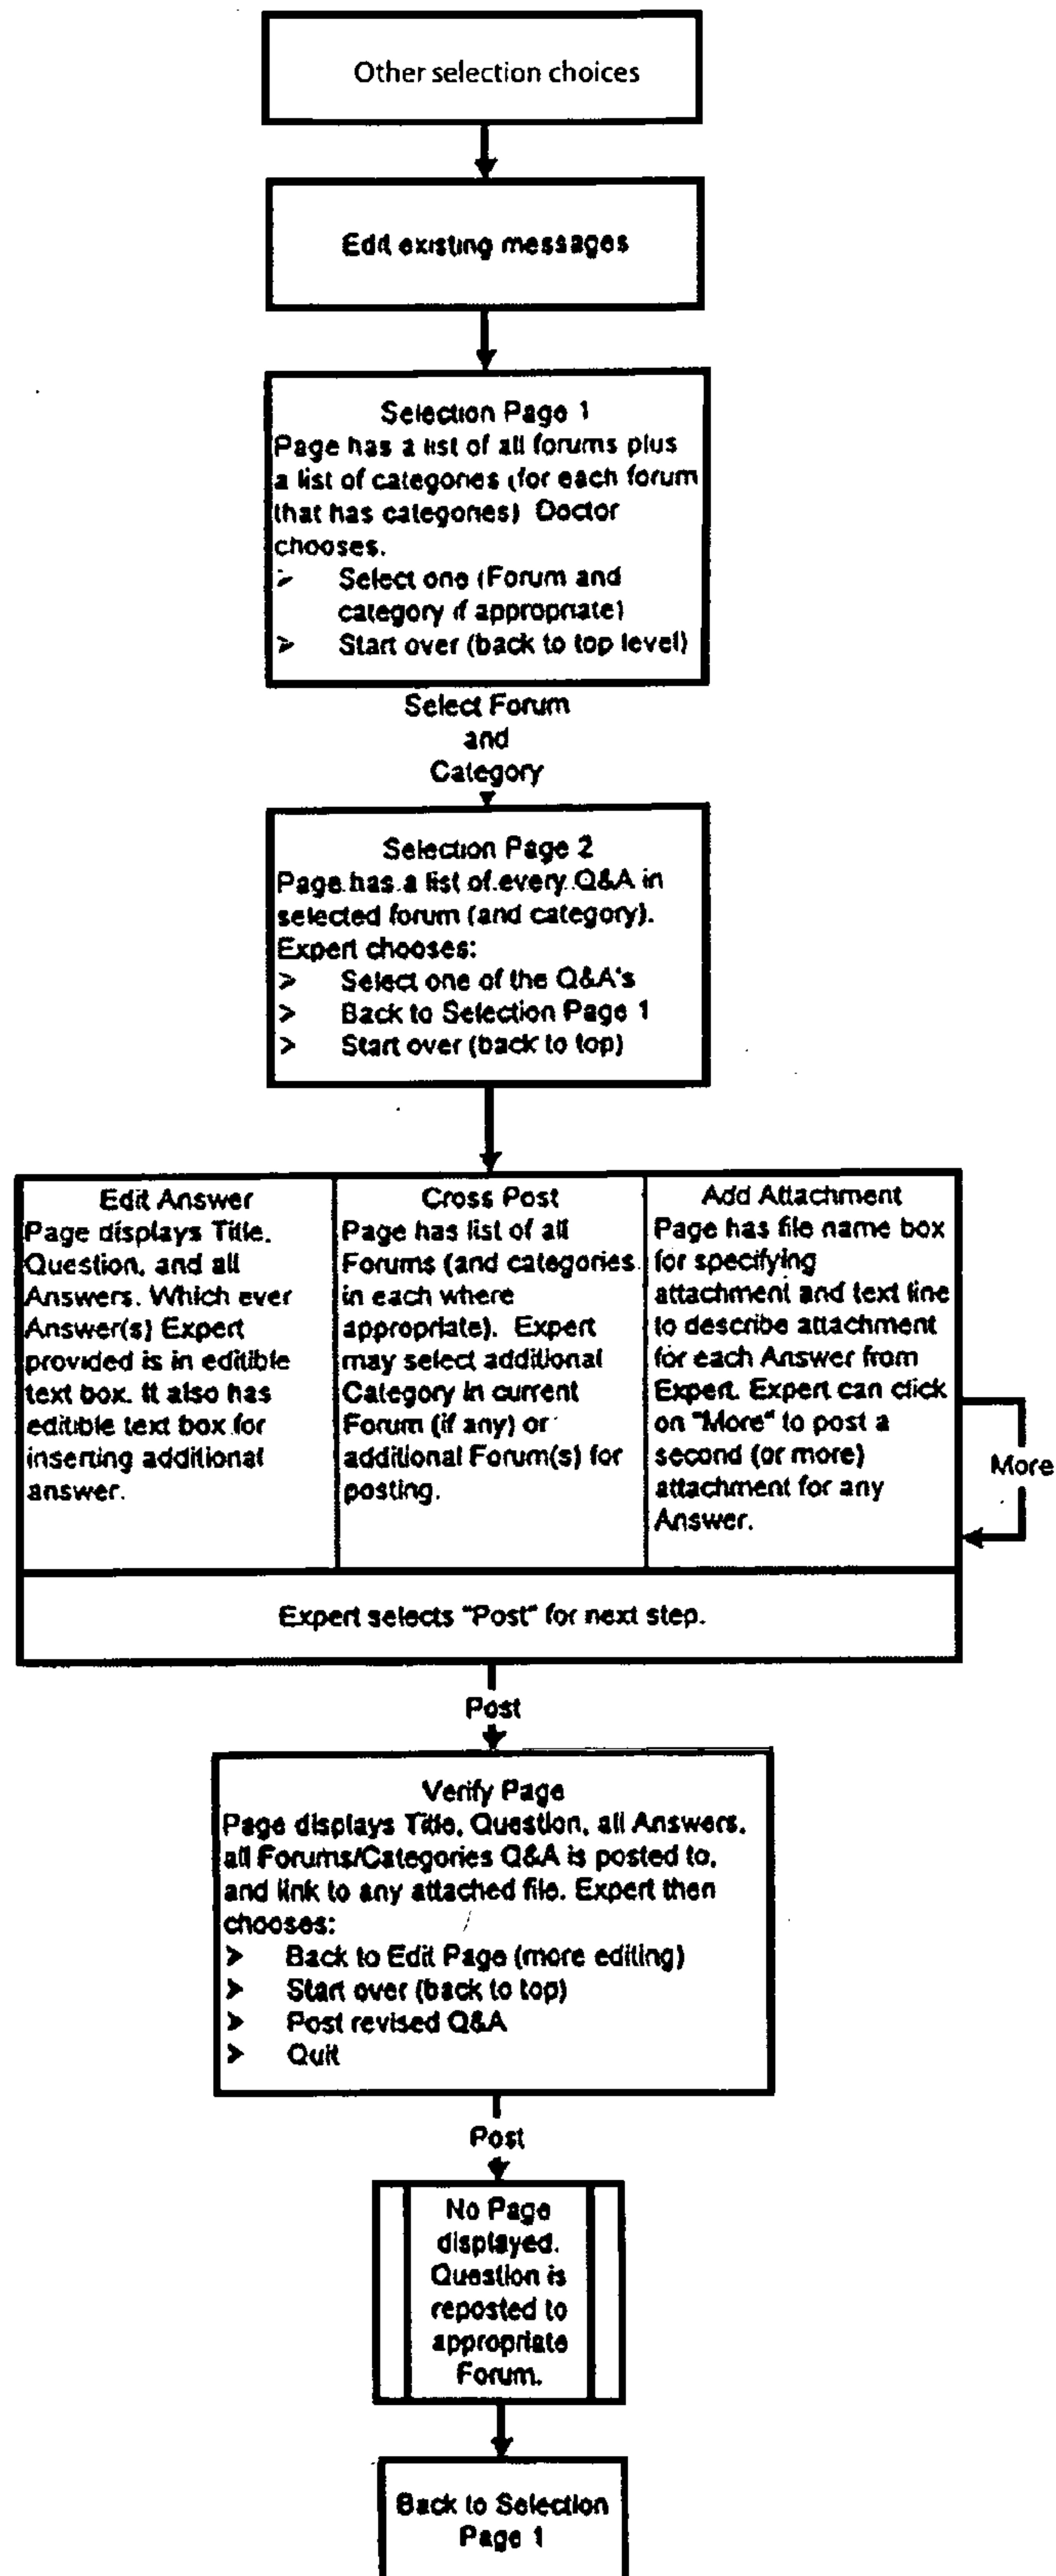 Other selection choices
Edit existing messages
Selection Page 1
Page has a list of all forums plus
a list of categories (for each forum
that has categories) Doctor
chooses.
➢ Select one (Forum and
category if appropriate)
➢ Start over (back to top level)
Select Forum
and
Category
Selection Page 2
Page has a list of every Q&A in
selected forum (and category).
Expert chooses:
➢ Select one of the Q&A's
➢ Back to Selection Page 1
➢ Start over (back to top)
Edit Answer
Page displays Title,
Question, and all
Answers. Which ever
Answer(s) Expert
provided is in editible
text box. It also has
editible text box for
inserting additional
answer.
Cross Post
Page has list of all
Forums (and categories
in each where
appropriate). Expert
may select additional
Category in current
Forum (if any) or
additional Forum(s) for
posting.
Add Attachment
Page has file name box
for specifying
attachment and text line
to describe attachment
for each Answer from
Expert. Expert can click
on "More" to post a
second (or more)
attachment for any
Answer.
More
Expert selects "Post" for next step.
Post
Verify Page
Page displays Title, Question, all Answers,
all Forums/Categories Q&A is posted to,
and link to any attached file. Expert then
chooses:
➢ Back to Edit Page (more editing)
➢ Start over (back to top)
➢ Post revised Q&A
➢ Quit
Post
No Page
displayed.
Question is
reposted to
appropriate
Forum.
Back to Selection
Page 1